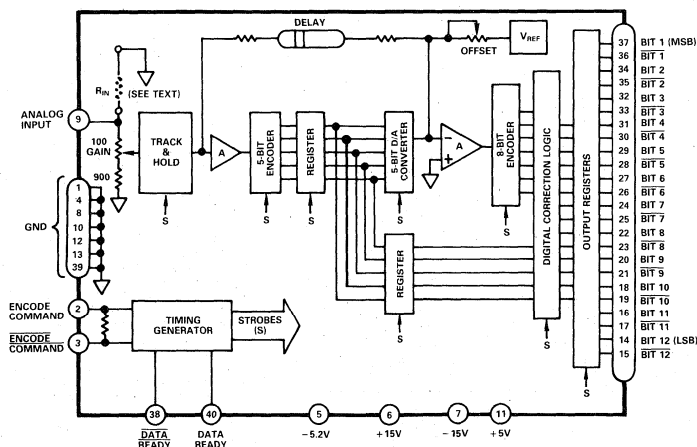 DELAY
OFFSET
VREF
RIN
(SEE TEXT)
ANALOG
INPUT
9
100
GAIN
900
TRACK
&
HOLD
S
A
5-BIT
ENCODER
S
REGISTER
S
5-BIT D/A
CONVERTER
S
−
+
A
8-BIT
ENCODER
S
REGISTER
S
DIGITAL CORRECTION LOGIC
S
OUTPUT REGISTERS
S
GND
1
4
8
10
12
13
39
ENCODE
COMMAND
2
ENCODE
COMMAND
3
TIMING
GENERATOR
STROBES
(S)
38
DATA
READY
40
DATA
READY
5
−5.2V
6
+15V
7
−15V
11
+5V
37 BIT 1 (MSB)
36 BIT 1
34 BIT 2
35 BIT 2
32 BIT 3
33 BIT 3
31 BIT 4
30 BIT 4
29 BIT 5
28 BIT 5
27 BIT 6
26 BIT 6
24 BIT 7
25 BIT 7
22 BIT 8
23 BIT 8
20 BIT 9
21 BIT 9
18 BIT 10
19 BIT 10
16 BIT 11
17 BIT 11
14 BIT 12 (LSB)
15 BIT 12